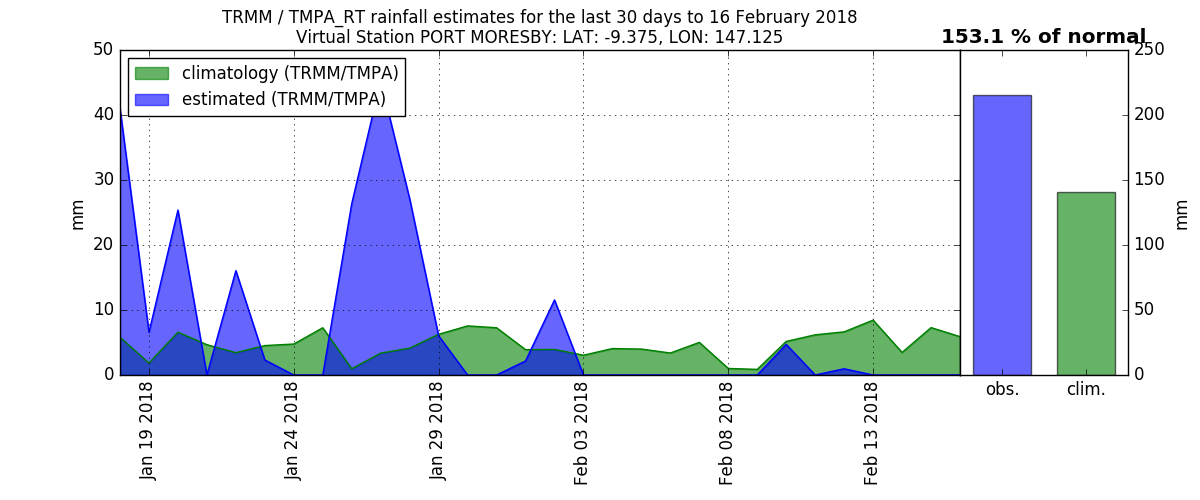 TRMM / TMPA_RT rainfall estimates for the last 30 days to 16 February 2018
Virtual Station PORT MORESBY: LAT: -9.375, LON: 147.125
153.1 % of normal
climatology (TRMM/TMPA)
estimated (TRMM/TMPA)
50
40
30
20
10
0
mm
Jan 19 2018
Jan 24 2018
Jan 29 2018
Feb 03 2018
Feb 08 2018
Feb 13 2018
obs.
clim.
250
200
150
100
50
0
mm